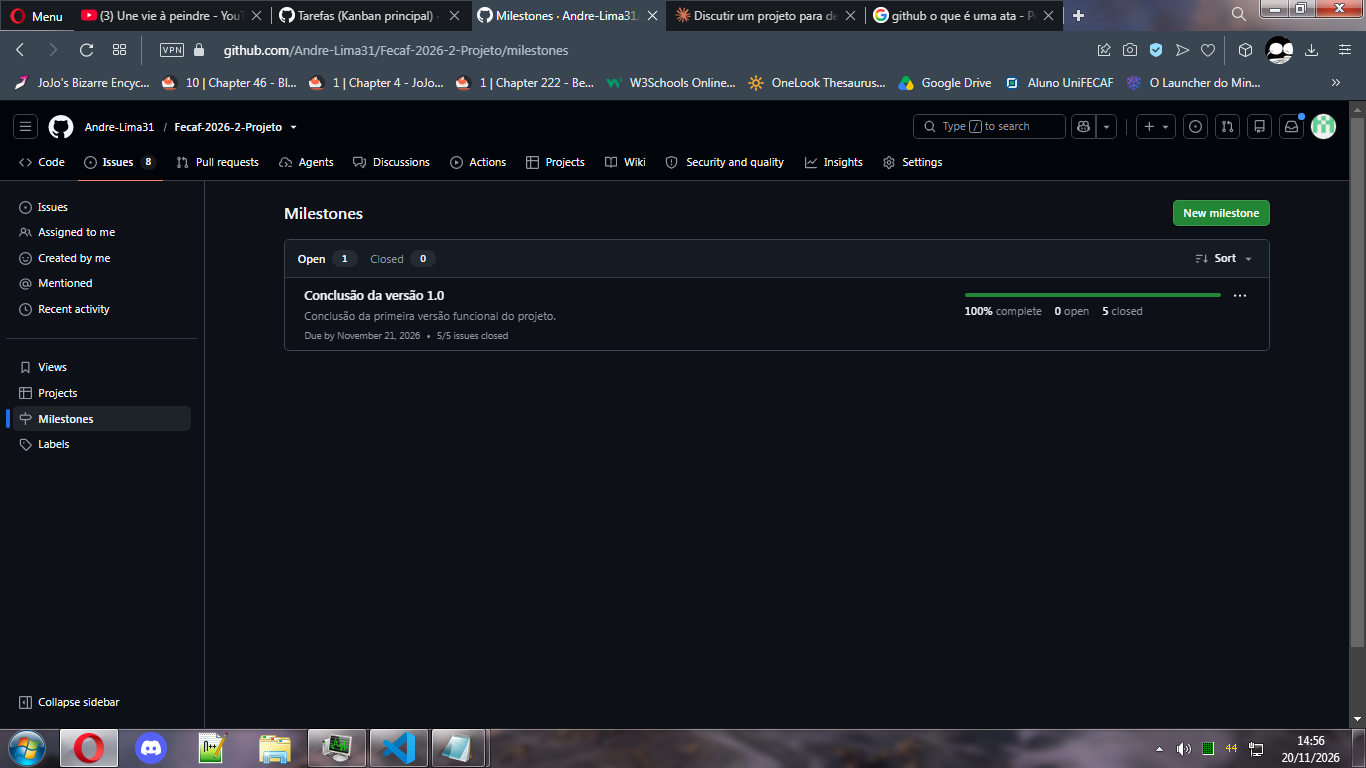 Menu
(3) Une vie à peindre - YouT
Tarefas (Kanban principal) ·
Milestones · Andre-Lima31/
Discutir um projeto para de
github o que é uma ata - Pe
VPN
github.com/Andre-Lima31/Fecaf-2026-2-Projeto/milestones
JoJo's Bizarre Encyc...
10 | Chapter 46 - Bl...
1 | Chapter 4 - JoJo...
1 | Chapter 222 - Be...
W3Schools Online...
OneLook Thesaurus...
Google Drive
Aluno UniFECAF
O Launcher do Min...
»
Andre-Lima31 / Fecaf-2026-2-Projeto
Type / to search
Code
Issues 8
Pull requests
Agents
Discussions
Actions
Projects
Wiki
Security and quality
Insights
Settings
Issues
Assigned to me
Created by me
Mentioned
Recent activity
Views
Projects
Milestones
Labels
Collapse sidebar
Milestones
New milestone
Open 1 Closed 0
Sort
Conclusão da versão 1.0
Conclusão da primeira versão funcional do projeto.
Due by November 21, 2026 • 5/5 issues closed
100% complete 0 open 5 closed
44
14:56
20/11/2026